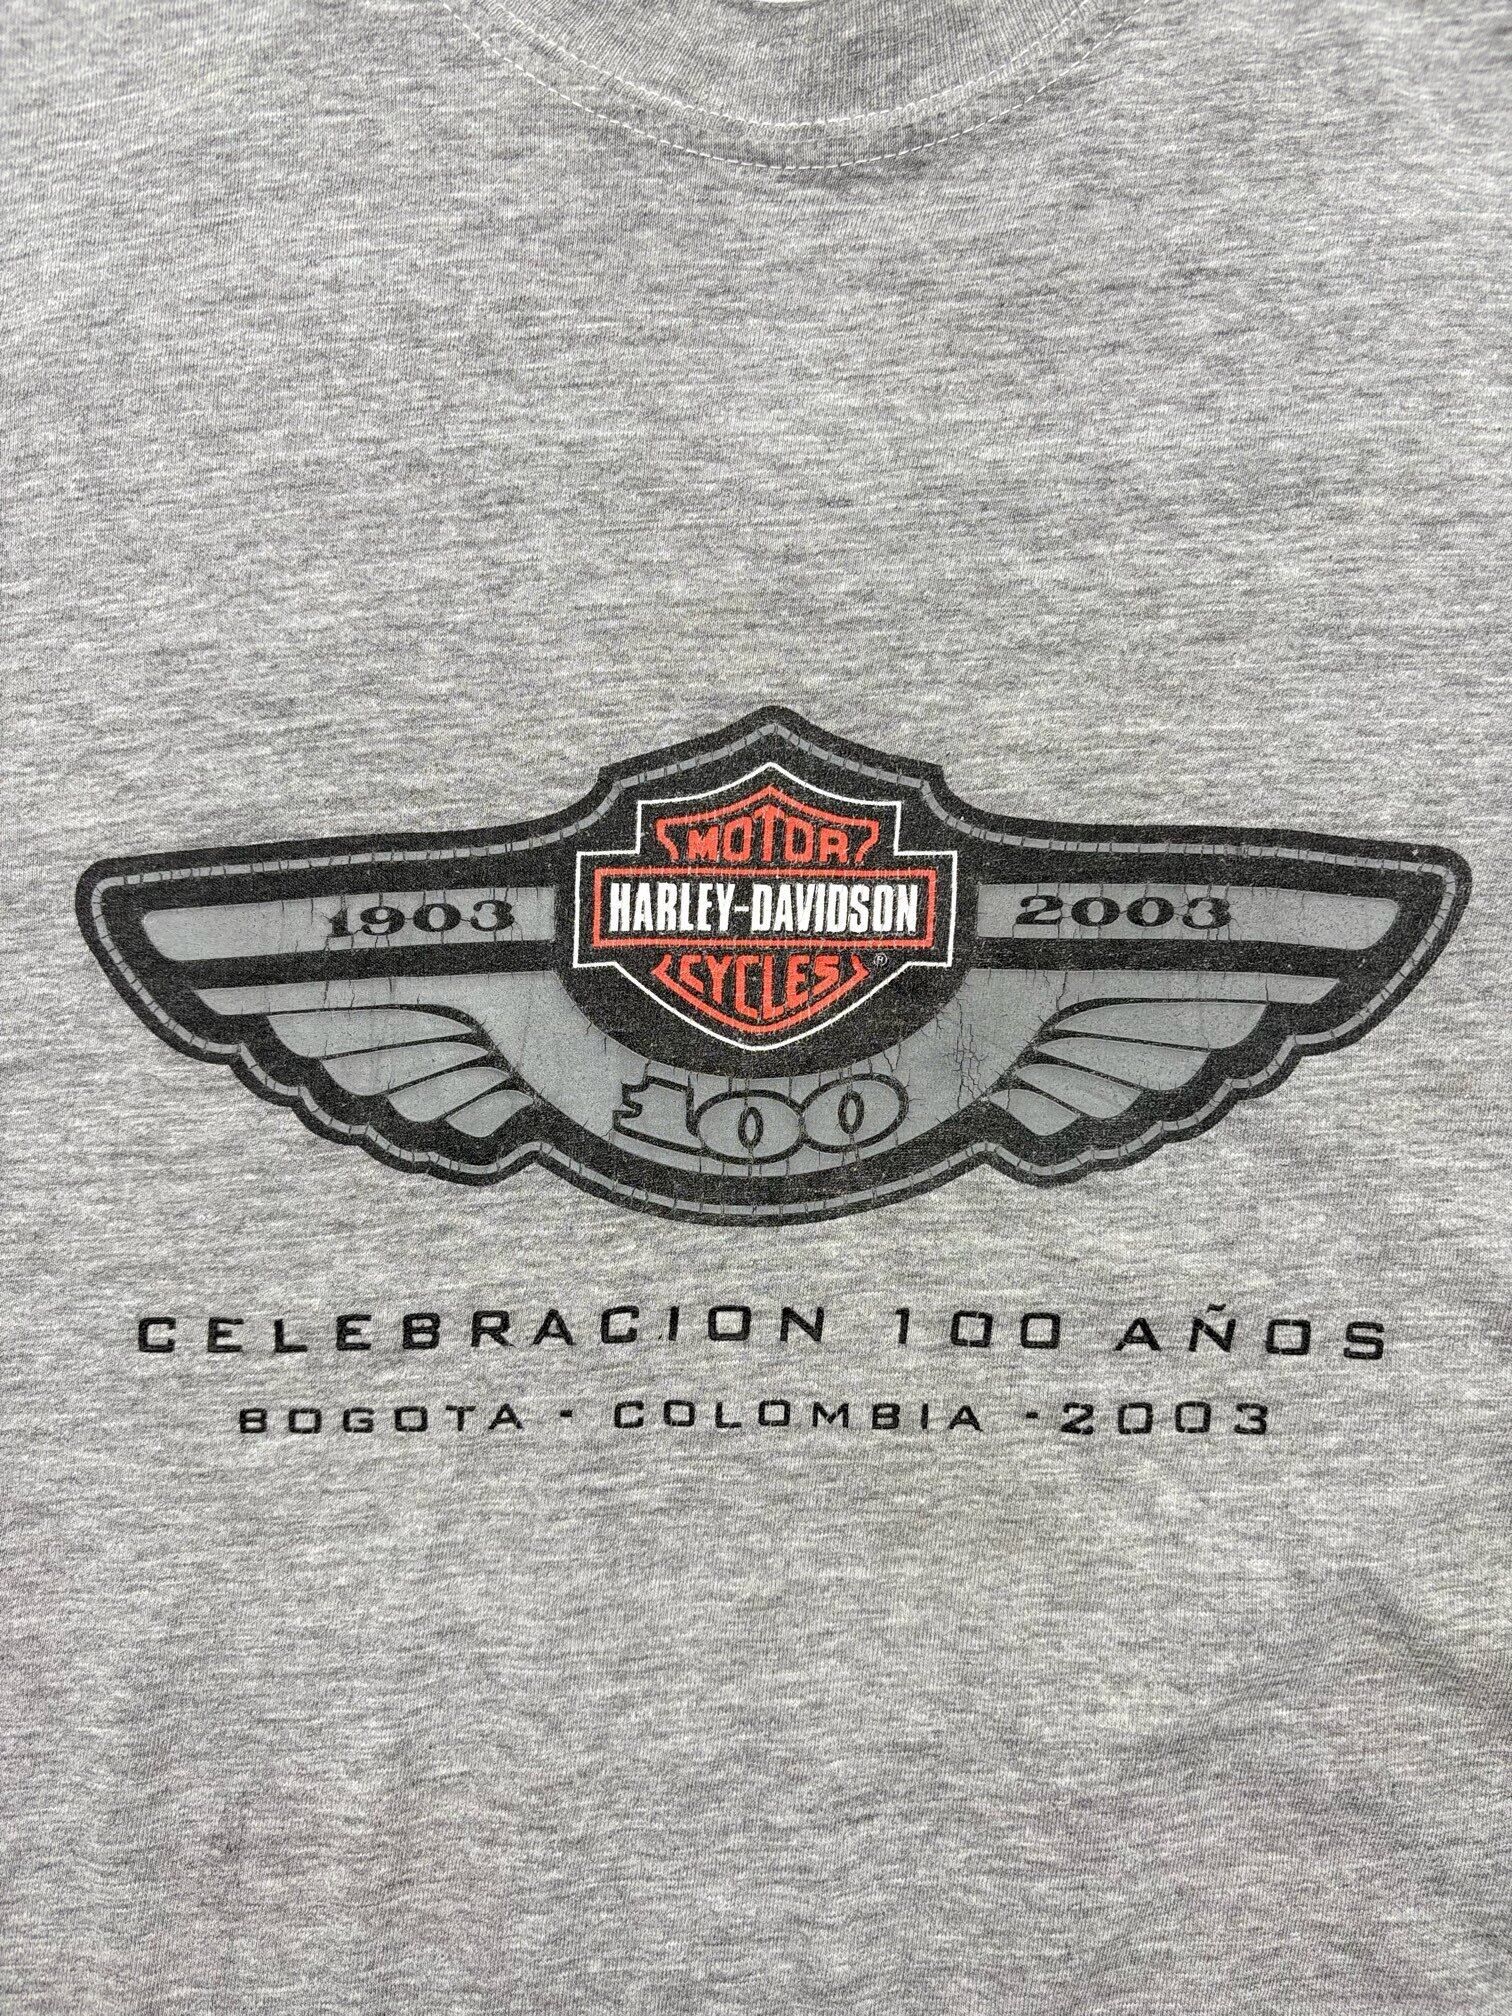 MOTOR
1903 HARLEY-DAVIDSON 2003
CYCLES ®
100
CELEBRACION 100 AÑOS
BOGOTA - COLOMBIA - 2003